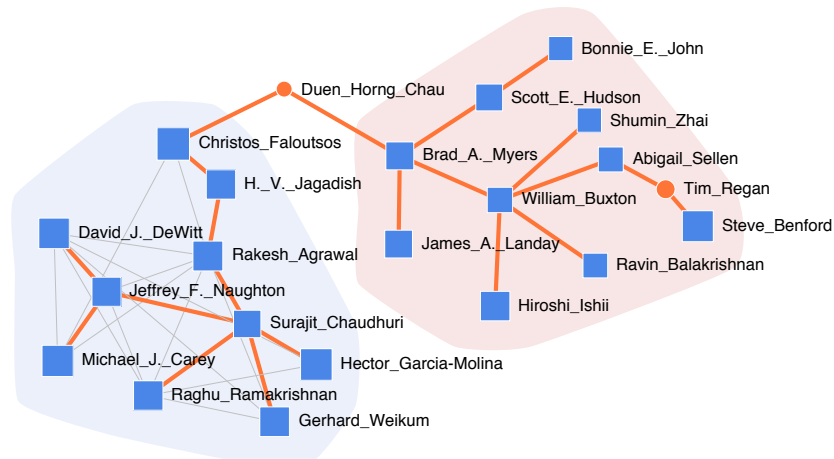 Bonnie_E._John
Duen_Horng_Chau
Scott_E._Hudson
Shumin_Zhai
Christos_Faloutsos
Brad_A._Myers
Abigail_Sellen
H._V._Jagadish
Tim_Regan
William_Buxton
Steve_Benford
David_J._DeWitt
James_A._Landay
Rakesh_Agrawal
Ravin_Balakrishnan
Jeffrey_F._Naughton
Hiroshi_Ishii
Surajit_Chaudhuri
Michael_J._Carey
Hector_Garcia-Molina
Raghu_Ramakrishnan
Gerhard_Weikum